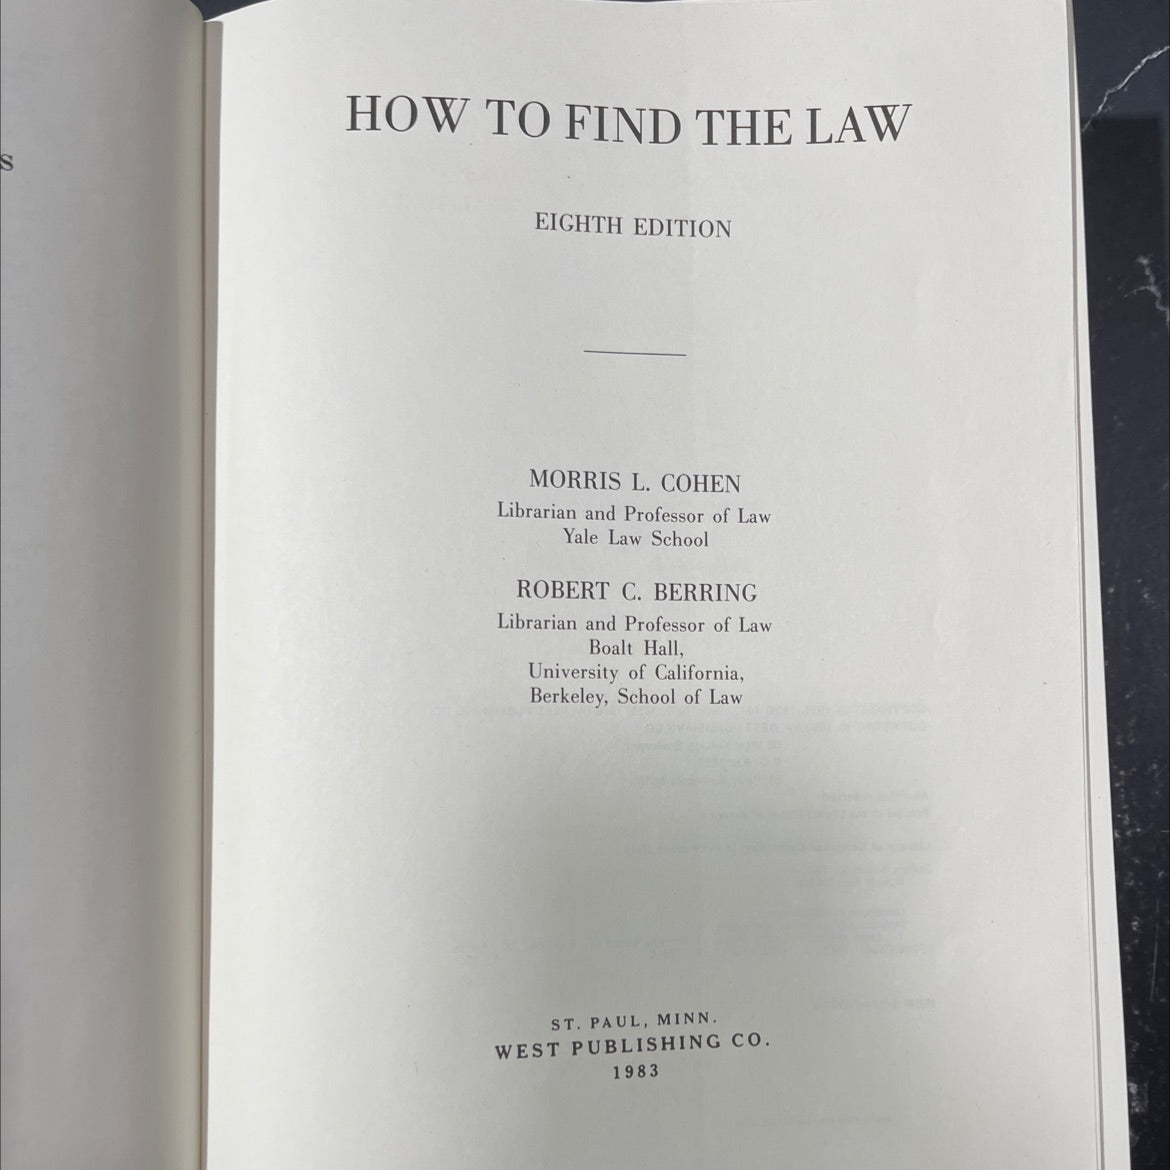 S
HOW TO FIND THE LAW
EIGHTH EDITION
MORRIS L. COHEN
Librarian and Professor of Law
Yale Law School
ROBERT C. BERRING
Librarian and Professor of Law
Boalt Hall,
University of California,
Berkeley, School of Law
ST. PAUL, MINN.
WEST PUBLISHING CO.
1983